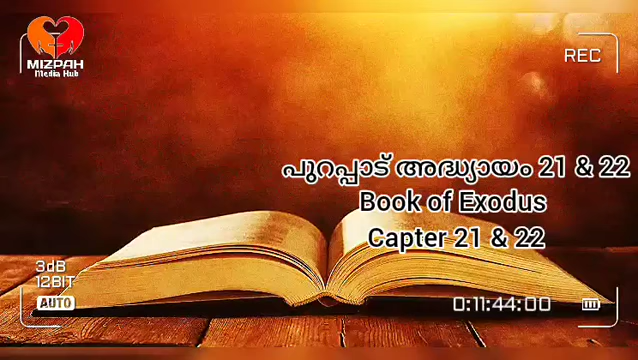 MIZPAH
Media Hub
REC
പുറപ്പാട് അദ്ധ്യായം 21 & 22
Book of Exodus
Capter 21 & 22
3dB
12BIT
AUTO
0:11:44:00